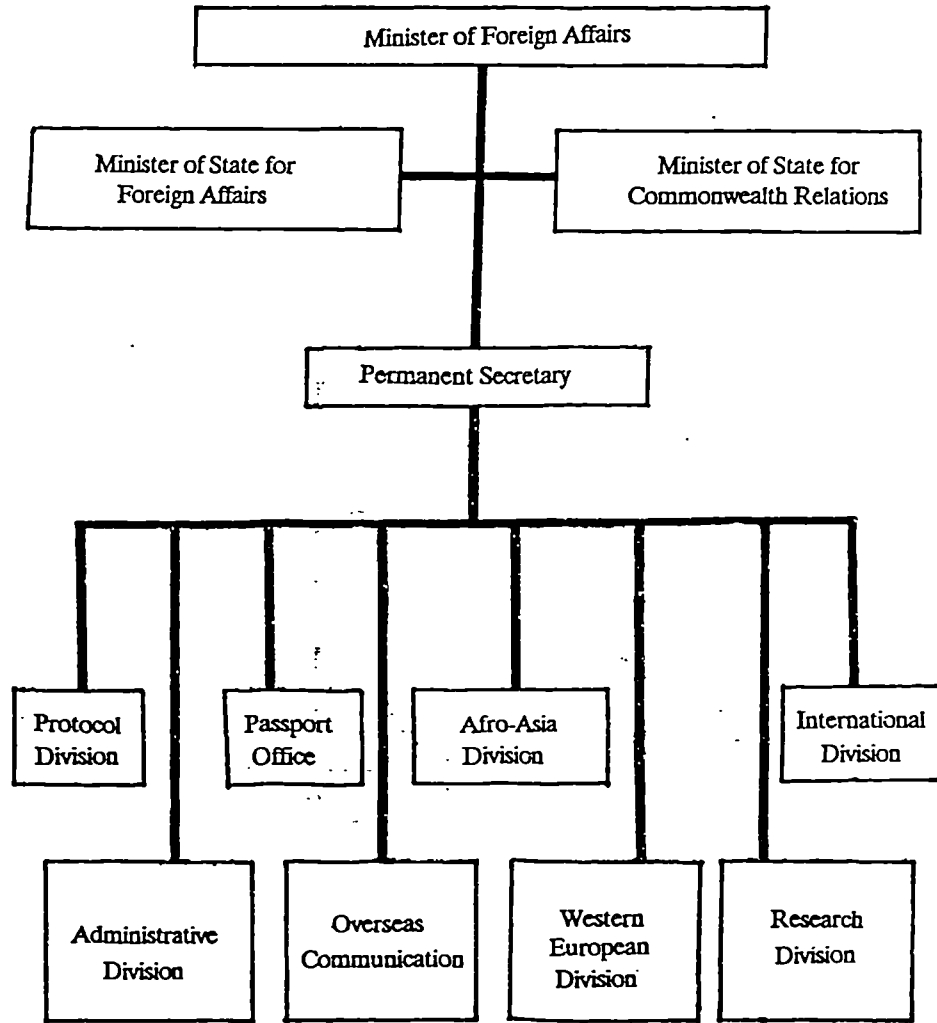 Minister of Foreign Affairs
Minister of State for
Foreign Affairs
Minister of State for
Commonwealth Relations
Permanent Secretary
Protocol
Division
Passport
Office
Afro-Asia
Division
International
Division
Administrative
Division
Overseas
Communication
Western
European
Division
Research
Division